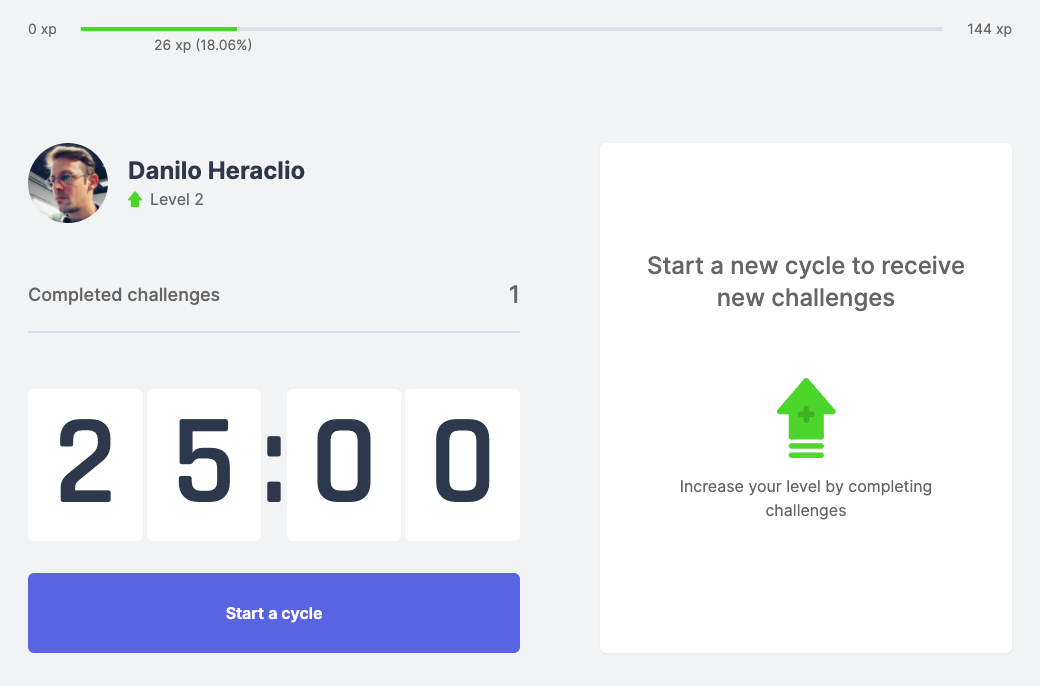 0 xp
26 xp (18.06%)
144 xp
Danilo Heraclio
Level 2
Completed challenges 1
25:00
Start a cycle
Start a new cycle to receive
new challenges
Increase your level by completing
challenges